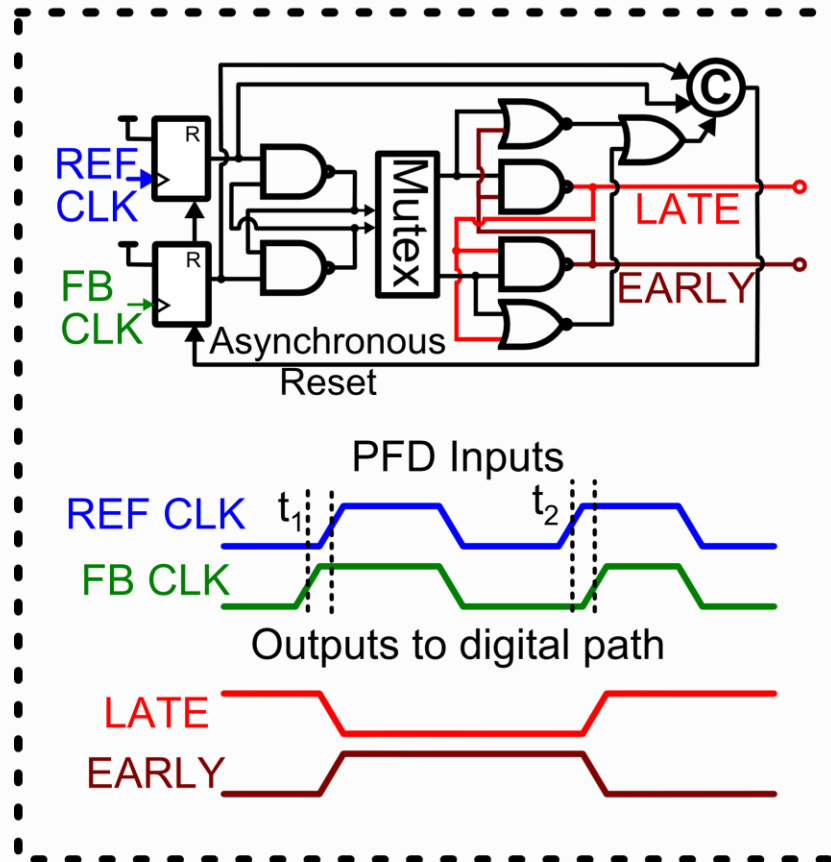 C
R
REF
CLK
R
FB
CLK
Mutex
LATE
EARLY
Asynchronous
Reset
PFD Inputs
REF CLK
t1
t2
FB CLK
Outputs to digital path
LATE
EARLY